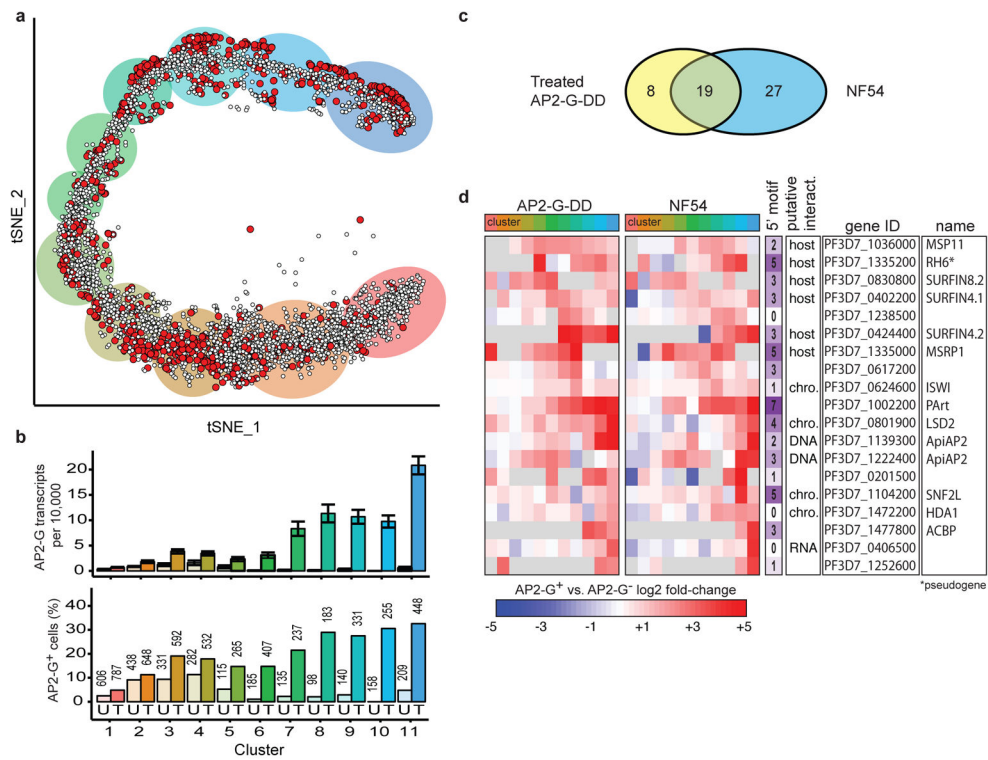 a
tSNE_2
tSNE_1
b
AP2-G transcripts
per 10,000
20
15
10
5
0
AP2-G+ cells (%)
40
30
20
10
0
606 787 438 648 331 592 282 532 115 265 185 407 135 237 98 183 140 331 158 255 209 448
U T U T U T U T U T U T U T U T U T U T U T
1 2 3 4 5 6 7 8 9 10 11
Cluster
c
Treated
AP2-G-DD
8 19 27
NF54
d
AP2-G-DD NF54
cluster cluster
5' motif
putative
interact.
gene ID name
2 host PF3D7_1036000 MSP11
5 host PF3D7_1335200 RH6*
3 host PF3D7_0830800 SURFIN8.2
3 host PF3D7_0402200 SURFIN4.1
0 PF3D7_1238500
3 host PF3D7_0424400 SURFIN4.2
5 host PF3D7_1335000 MSRP1
3 PF3D7_0617200
1 chro. PF3D7_0624600 ISWI
7 PF3D7_1002200 PArt
4 chro. PF3D7_0801900 LSD2
2 DNA PF3D7_1139300 ApiAP2
3 DNA PF3D7_1222400 ApiAP2
1 PF3D7_0201500
5 chro. PF3D7_1104200 SNF2L
0 chro. PF3D7_1472200 HDA1
3 PF3D7_1477800 ACBP
0 RNA PF3D7_0406500
1 PF3D7_1252600
*pseudogene
AP2-G+ vs. AP2-G- log2 fold-change
-5 -3 -1 +1 +3 +5